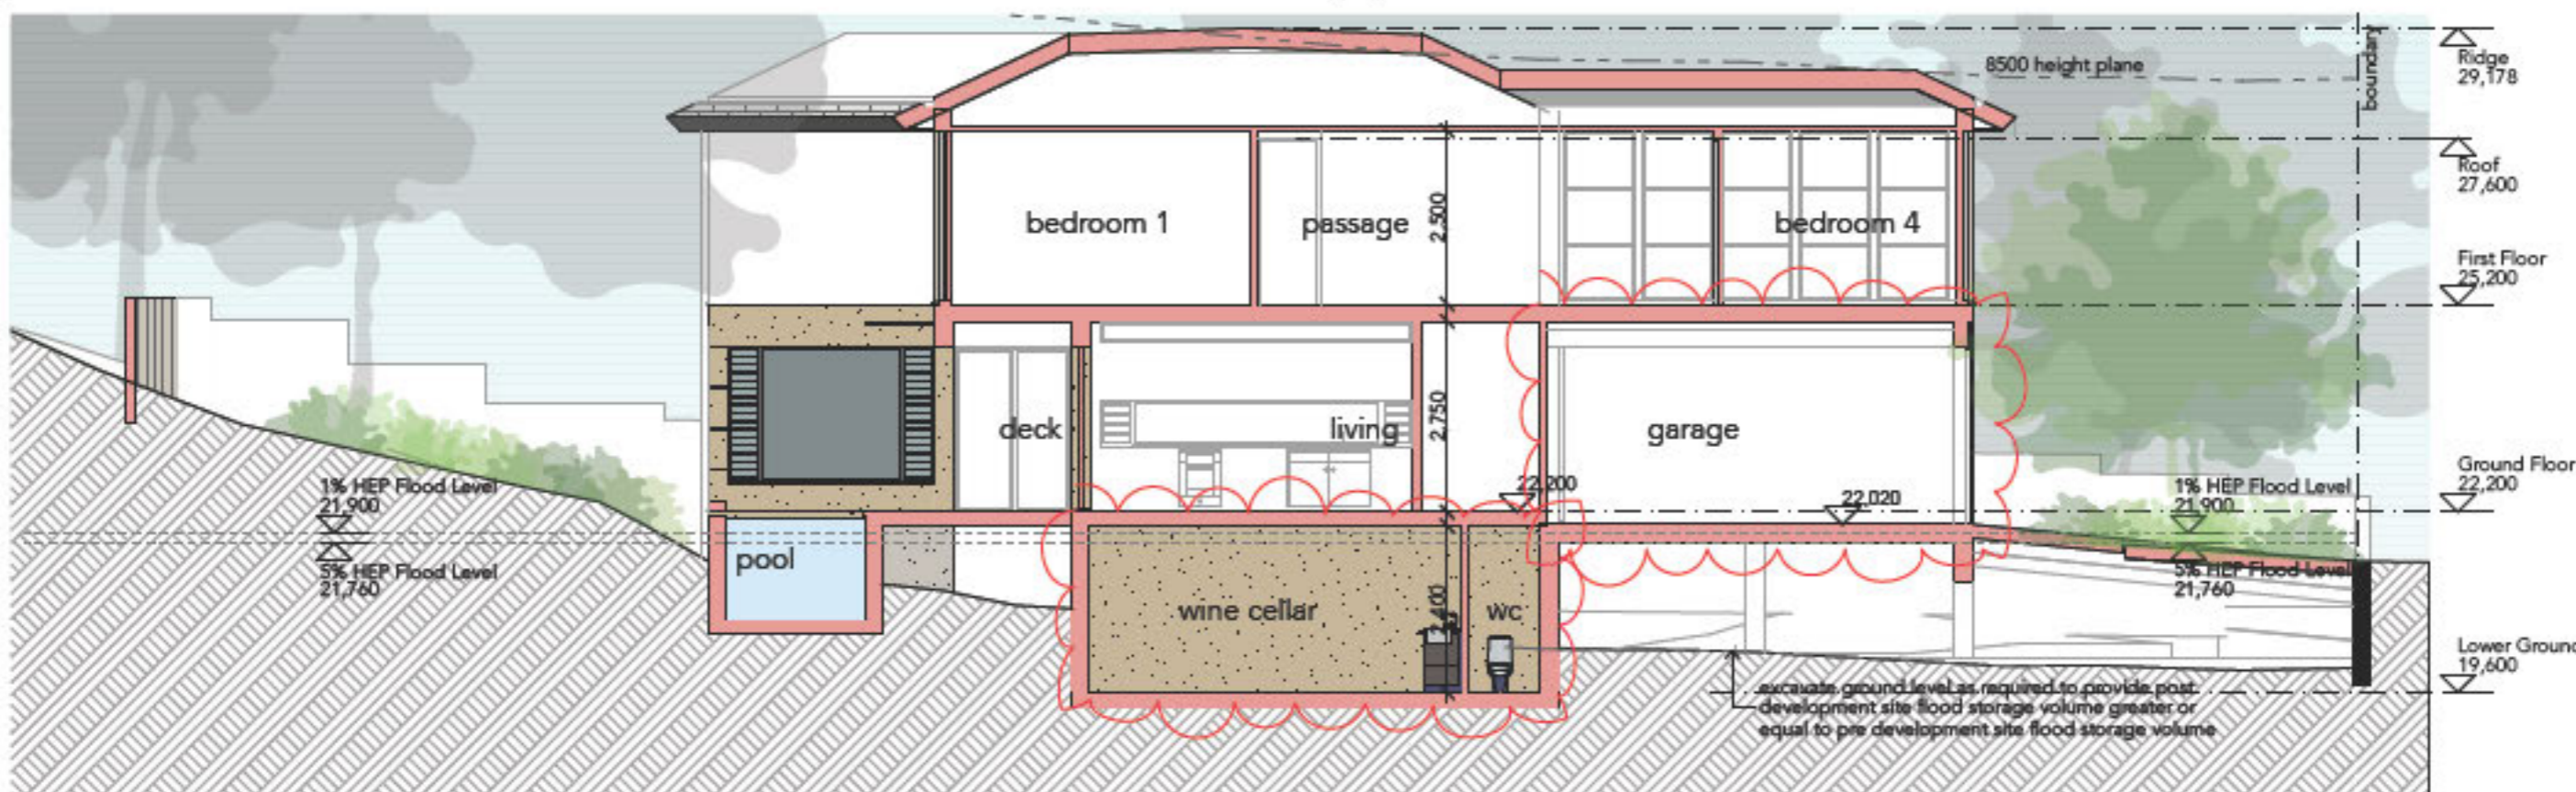 8500 height plane
boundary
Ridge
29,178
Roof
27,600
bedroom 1
passage
2,500
bedroom 4
First Floor
25,200
deck
living
2,750
garage
Ground Floor
22,200
1% HEP Flood Level
21,900
5% HEP Flood Level
21,760
22,200
22,020
1% HEP Flood Level
21,900
5% HEP Flood Level
21,760
pool
wine cellar
2,400
wc
Lower Ground
19,600
excavate ground level as required to provide post
development site flood storage volume greater or
equal to pre development site flood storage volume